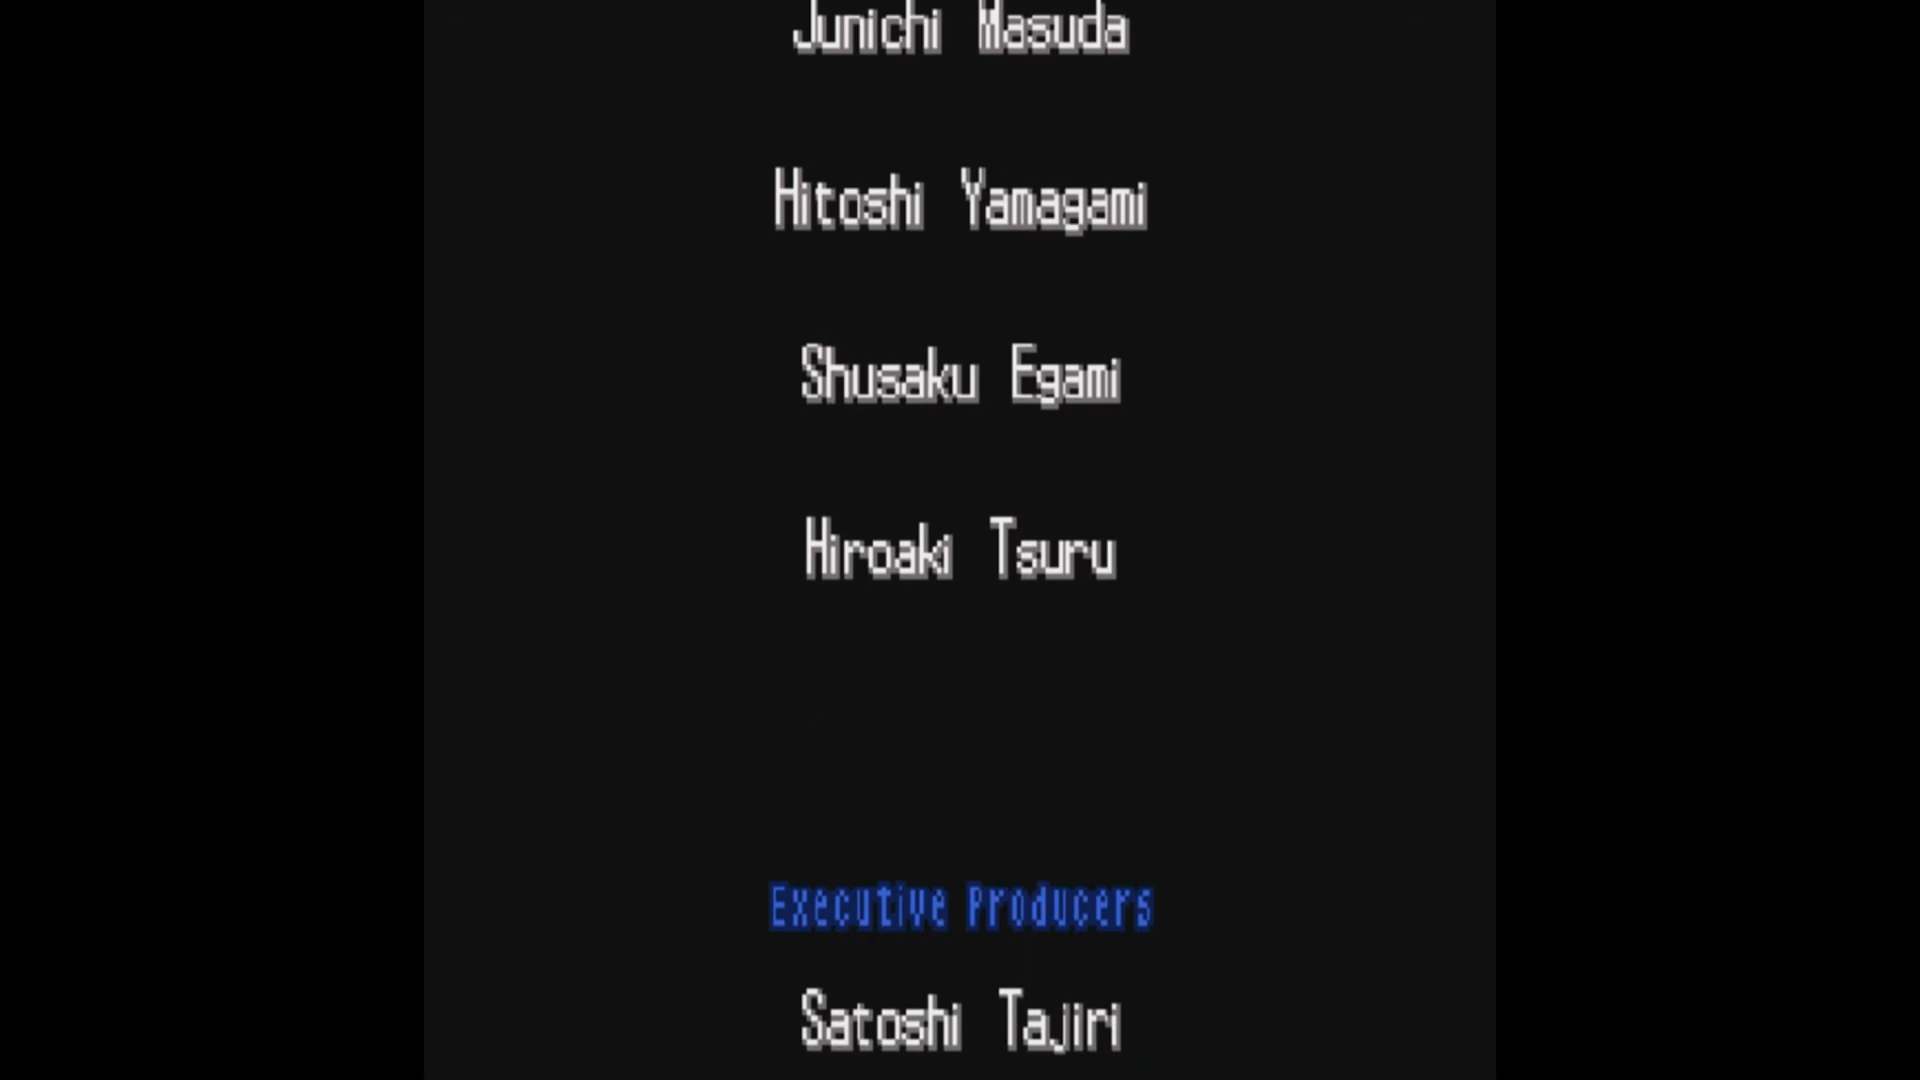 Junichi Masuda
Hitoshi Yamagami
Shusaku Egami
Hiroaki Tsuru
Executive Producers
Satoshi Tajiri